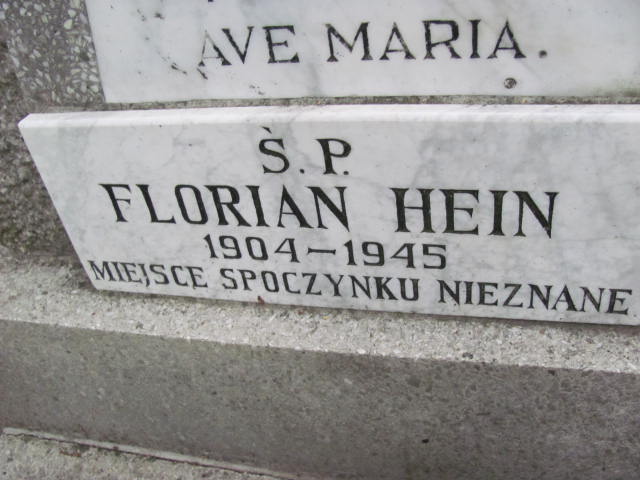 AVE MARIA.
Ś.P.
FLORIAN HEIN
1904-1945
MIEJSCE SPOCZYNKU NIEZNANE